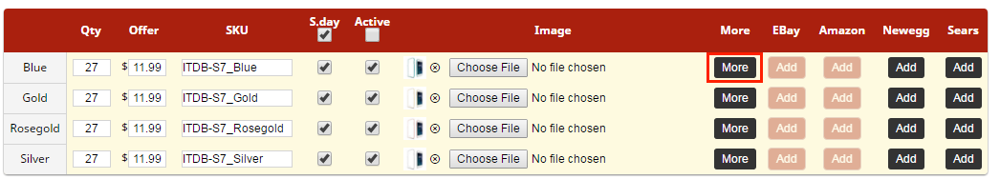 Qty Offer SKU S.day Active Image More EBay Amazon Newegg Sears
Blue 27 $ 11.99 ITDB-S7_Blue Choose File No file chosen More Add Add Add Add
Gold 27 $ 11.99 ITDB-S7_Gold Choose File No file chosen More Add Add Add Add
Rosegold 27 $ 11.99 ITDB-S7_Rosegold Choose File No file chosen More Add Add Add Add
Silver 27 $ 11.99 ITDB-S7_Silver Choose File No file chosen More Add Add Add Add